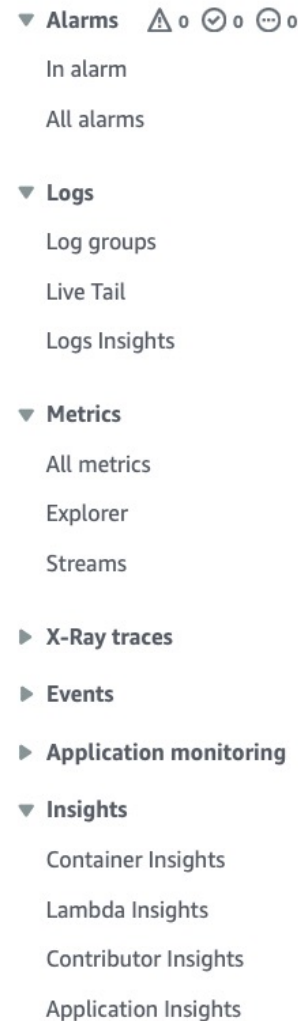 Alarms 0 0 0
In alarm
All alarms
Logs
Log groups
Live Tail
Logs Insights
Metrics
All metrics
Explorer
Streams
X-Ray traces
Events
Application monitoring
Insights
Container Insights
Lambda Insights
Contributor Insights
Application Insights